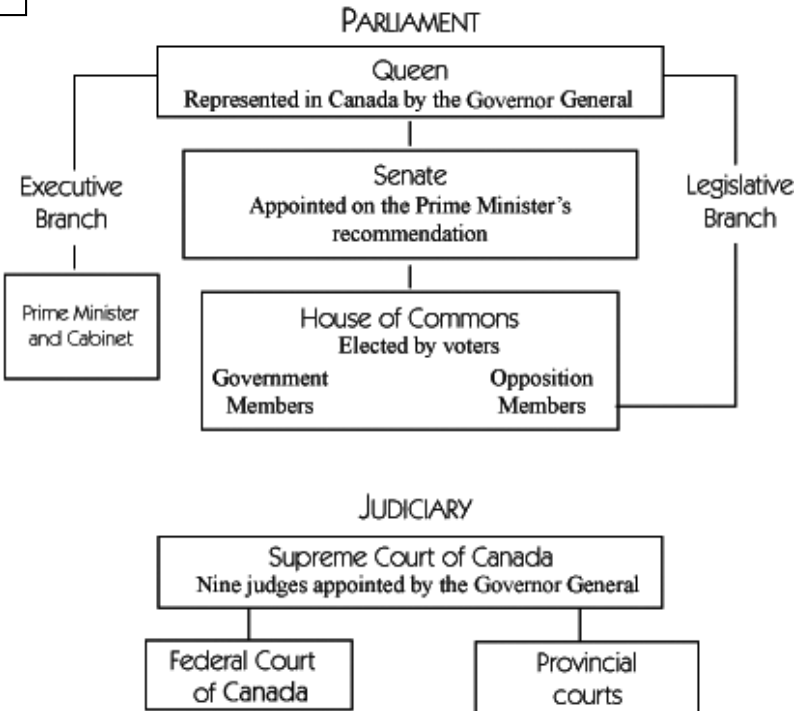 PARLIAMENT
Queen
Represented in Canada by the Governor General
Executive
Branch
Senate
Appointed on the Prime Minister's
recommendation
Legislative
Branch
Prime Minister
and Cabinet
House of Commons
Elected by voters
Government
Members
Opposition
Members
JUDICIARY
Supreme Court of Canada
Nine judges appointed by the Governor General
Federal Court
of Canada
Provincial
courts